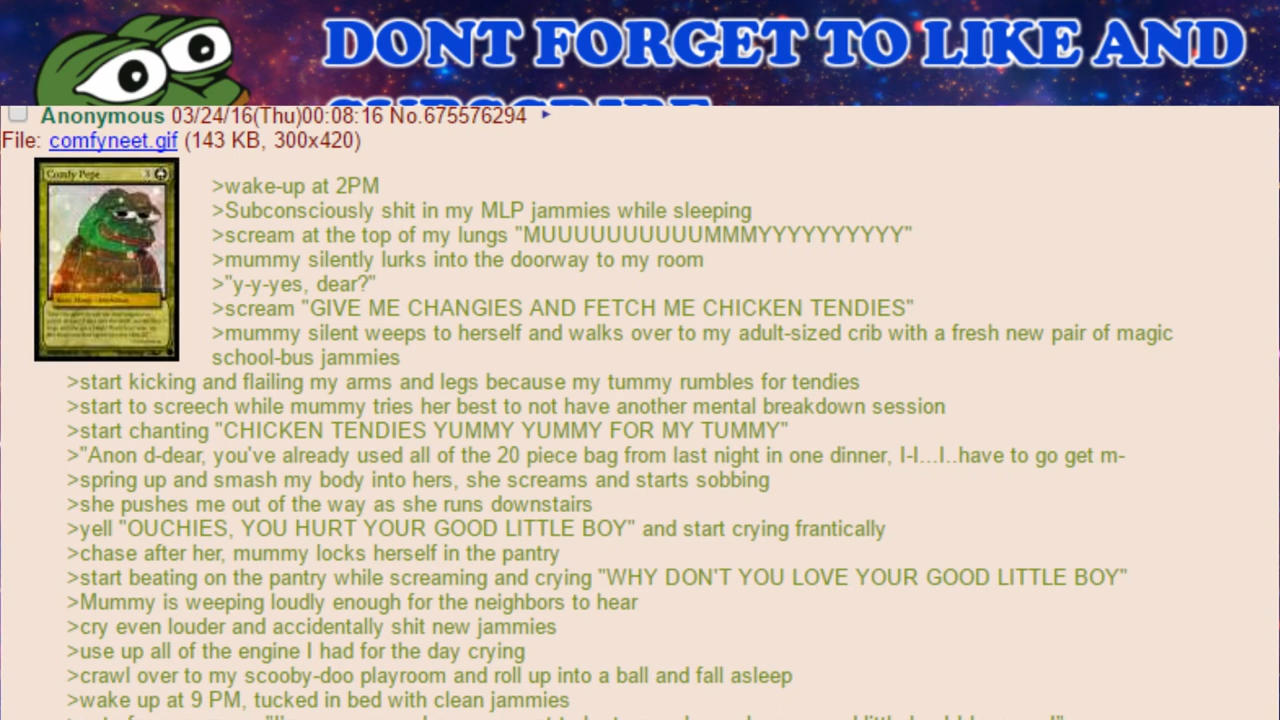 DONT FORGET TO LIKE AND
SUBSCRIBE
Anonymous 03/24/16(Thu)00:08:16 No.675576294
File: comfyneet.gif (143 KB, 300x420)
Comfy Pepe 3
>wake-up at 2PM
>Subconsciously shit in my MLP jammies while sleeping
>scream at the top of my lungs "MUUUUUUUUUUMMMYYYYYYYYYY"
>mummy silently lurks into the doorway to my room
>"y-y-yes, dear?"
>scream "GIVE ME CHANGIES AND FETCH ME CHICKEN TENDIES"
>mummy silent weeps to herself and walks over to my adult-sized crib with a fresh new pair of magic
school-bus jammies
>start kicking and flailing my arms and legs because my tummy rumbles for tendies
>start to screech while mummy tries her best to not have another mental breakdown session
>start chanting "CHICKEN TENDIES YUMMY YUMMY FOR MY TUMMY"
>"Anon d-dear, you've already used all of the 20 piece bag from last night in one dinner, I-I...I..have to go get m-
>spring up and smash my body into hers, she screams and starts sobbing
>she pushes me out of the way as she runs downstairs
>yell "OUCHIES, YOU HURT YOUR GOOD LITTLE BOY" and start crying frantically
>chase after her, mummy locks herself in the pantry
>start beating on the pantry while screaming and crying "WHY DON'T YOU LOVE YOUR GOOD LITTLE BOY"
>Mummy is weeping loudly enough for the neighbors to hear
>cry even louder and accidentally shit new jammies
>use up all of the engine I had for the day crying
>crawl over to my scooby-doo playroom and roll up into a ball and fall asleep
>wake up at 9 PM, tucked in bed with clean jammies